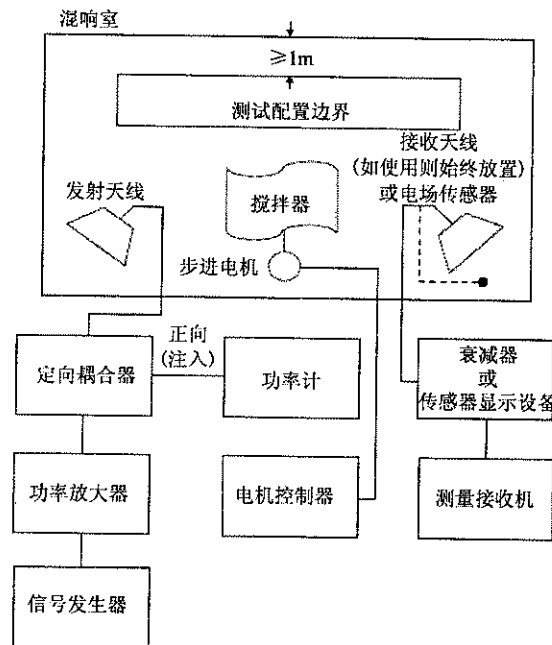 混响室
≥1m
测试配置边界
接收天线
(如使用则始终放置)
或电场传感器
发射天线
搅拌器
步进电机
正向
(注入)
定向耦合器
功率计
衰减器
或
传感器显示设备
功率放大器
电机控制器
测量接收机
信号发生器